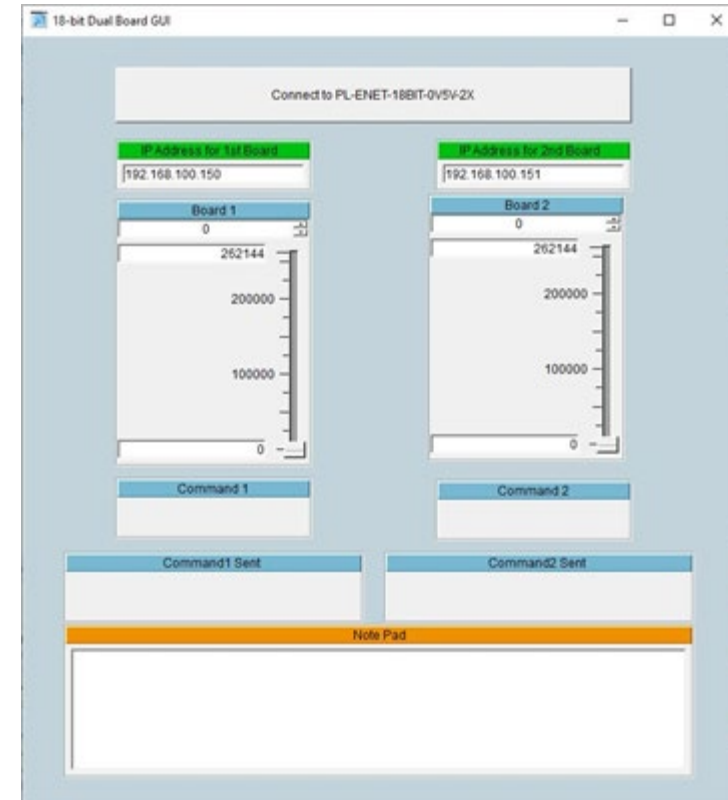 18-bit Dual Board GUI
Connect to PL-ENET-18BIT-0V5V-2X
IP Address for 1st Board
192.168.100.150
IP Address for 2nd Board
192.168.100.151
Board 1
0
262144
200000
100000
0
Board 2
0
262144
200000
100000
0
Command 1
Command 2
Command1 Sent
Command2 Sent
Note Pad